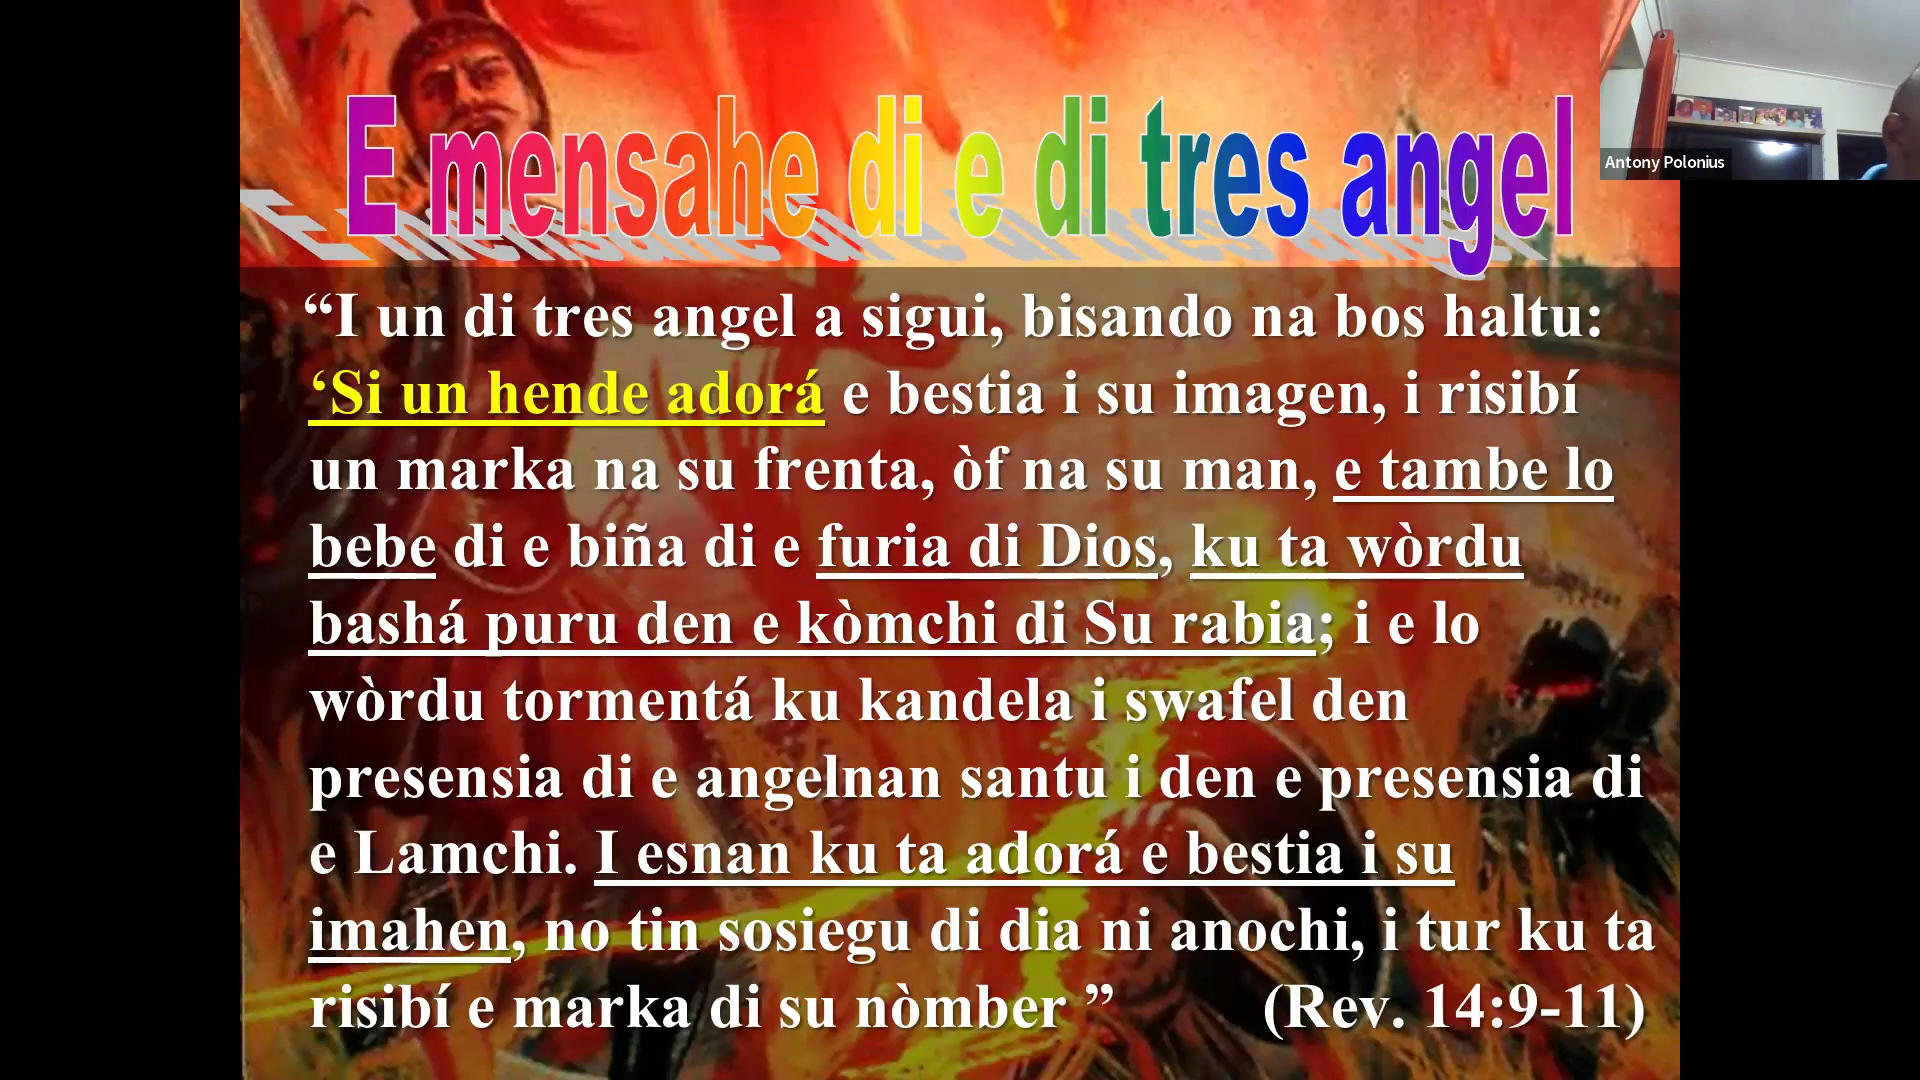 E mensahe di e di tres angel
Antony Polonius
“I un di tres angel a sigui, bisando na bos haltu:
‘Si un hende adorá e bestia i su imagen, i risibí
un marka na su frenta, òf na su man, e tambe lo
bebe di e biña di e furia di Dios, ku ta wòrdu
bashá puru den e kòmchi di Su rabia; i e lo
wòrdu tormentá ku kandela i swafel den
presensia di e angelnan santu i den e presensia di
e Lamchi. I esnan ku ta adorá e bestia i su
imahen, no tin sosiegu di dia ni anochi, i tur ku ta
risibí e marka di su nòmber ” (Rev. 14:9-11)